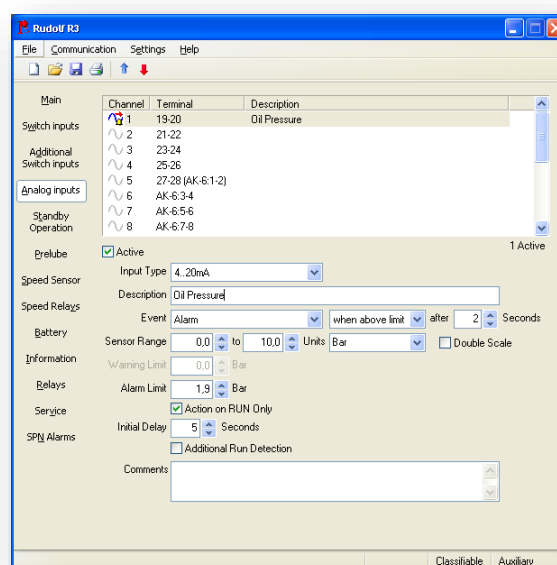 Rudolf R3
File Communication Settings Help
Main
Switch inputs
Additional
Switch inputs
Analog inputs
Standby
Operation
Prelube
Speed Sensor
Speed Relays
Battery
Information
Relays
Service
SPN Alarms
Channel Terminal Description
1 19-20 Oil Pressure
2 21-22
3 23-24
4 25-26
5 27-28 (AK-6:1-2)
6 AK-6:3-4
7 AK-6:5-6
8 AK-6:7-8
1 Active
Active
Input Type 4..20mA
Description Oil Pressure
Event Alarm when above limit after 2 Seconds
Sensor Range 0,0 to 10,0 Units Bar Double Scale
Warning Limit 0,0 Bar
Alarm Limit 1,9 Bar
Action on RUN Only
Initial Delay 5 Seconds
Additional Run Detection
Comments
Classifiable Auxiliary